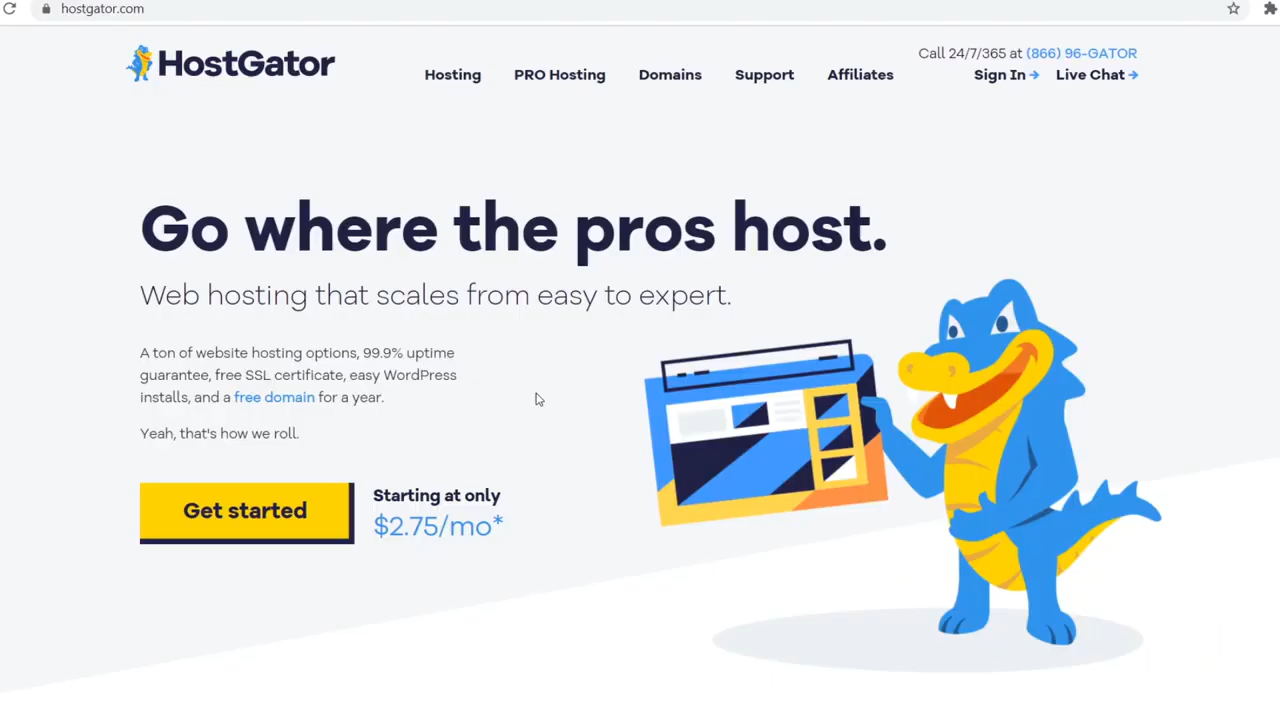 hostgator.com
HostGator
Hosting
PRO Hosting
Domains
Support
Affiliates
Call 24/7/365 at (866) 96-GATOR
Sign In →
Live Chat →
Go where the pros host.
Web hosting that scales from easy to expert.
A ton of website hosting options, 99.9% uptime
guarantee, free SSL certificate, easy WordPress
installs, and a free domain for a year.
Yeah, that's how we roll.
Get started
Starting at only
$2.75/mo*